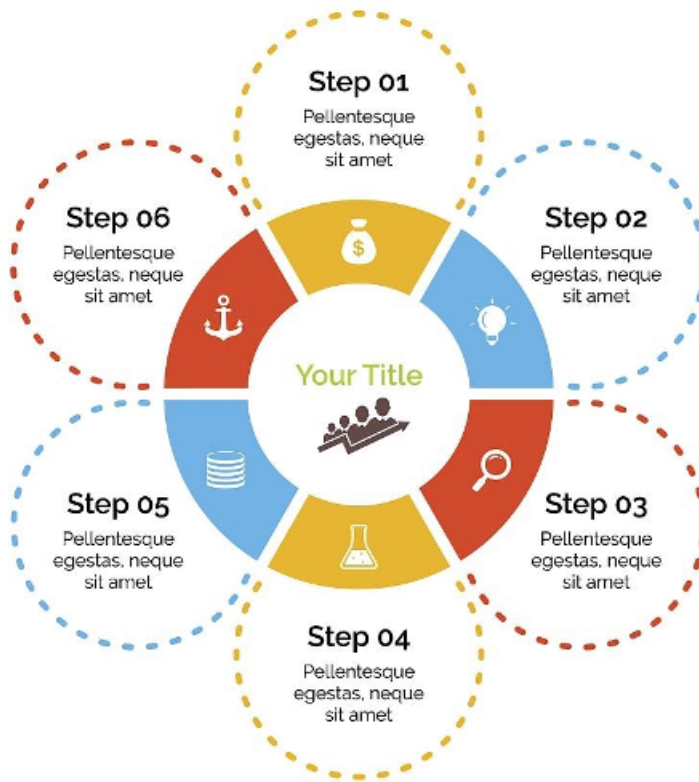 Step 01
Pellentesque
egestas, neque
sit amet
Step 02
Pellentesque
egestas, neque
sit amet
Step 03
Pellentesque
egestas, neque
sit amet
Step 04
Pellentesque
egestas, neque
sit amet
Step 05
Pellentesque
egestas, neque
sit amet
Step 06
Pellentesque
egestas, neque
sit amet
$
Your Title